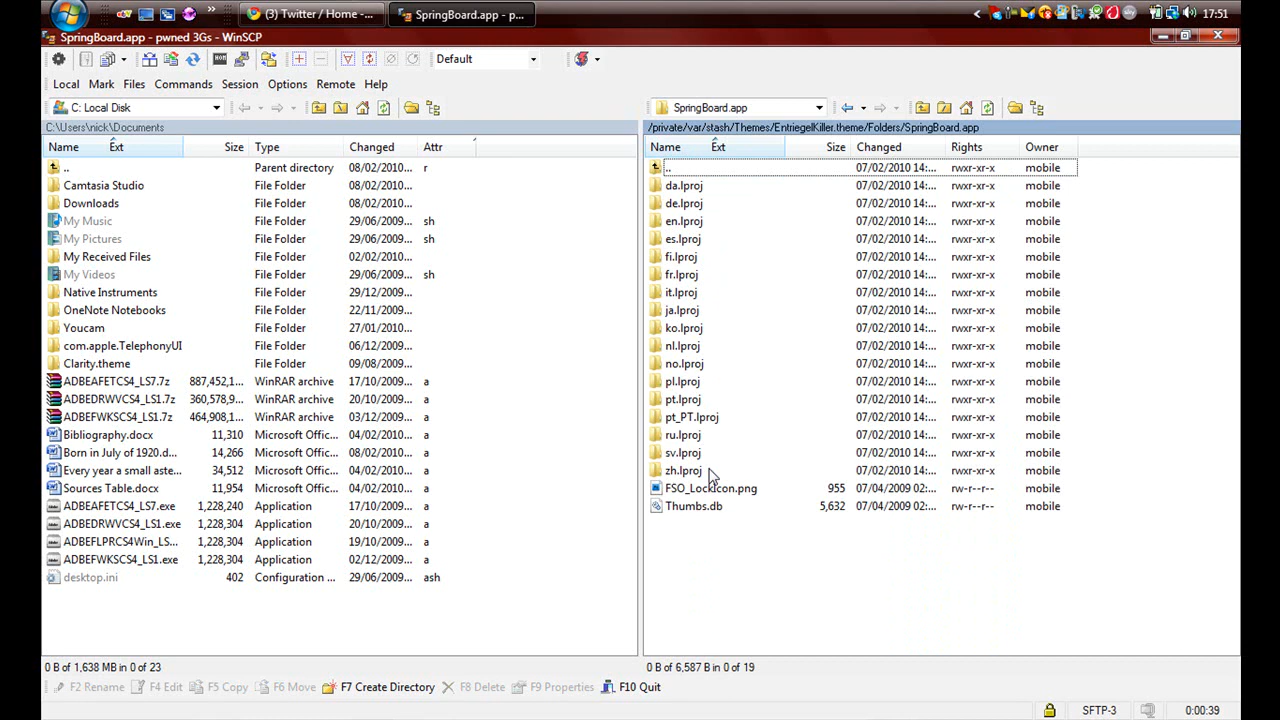 (3) Twitter / Home -... SpringBoard.app - p... 17:51
SpringBoard.app - pwned 3Gs - WinSCP
Default
Local Mark Files Commands Session Options Remote Help
C: Local Disk SpringBoard.app
C:\Users\nick\Documents /private/var/stash/Themes/EntriegelKiller.theme/Folders/SpringBoard.app
Name Ext Size Type Changed Attr Name Ext Size Changed Rights Owner
.. Parent directory 08/02/2010... r .. 07/02/2010 14:... rwxr-xr-x mobile
Camtasia Studio File Folder 08/02/2010... da.lproj 07/02/2010 14:... rwxr-xr-x mobile
Downloads File Folder 08/02/2010... de.lproj 07/02/2010 14:... rwxr-xr-x mobile
My Music File Folder 29/06/2009... sh en.lproj 07/02/2010 14:... rwxr-xr-x mobile
My Pictures File Folder 29/06/2009... sh es.lproj 07/02/2010 14:... rwxr-xr-x mobile
My Received Files File Folder 02/02/2010... fi.lproj 07/02/2010 14:... rwxr-xr-x mobile
My Videos File Folder 29/06/2009... sh fr.lproj 07/02/2010 14:... rwxr-xr-x mobile
Native Instruments File Folder 29/12/2009... it.lproj 07/02/2010 14:... rwxr-xr-x mobile
OneNote Notebooks File Folder 22/11/2009... ja.lproj 07/02/2010 14:... rwxr-xr-x mobile
Youcam File Folder 27/01/2010... ko.lproj 07/02/2010 14:... rwxr-xr-x mobile
com.apple.TelephonyUI File Folder 06/12/2009... nl.lproj 07/02/2010 14:... rwxr-xr-x mobile
Clarity.theme File Folder 09/08/2009... no.lproj 07/02/2010 14:... rwxr-xr-x mobile
ADBEAFETCS4_LS7.7z 887,452,1... WinRAR archive 17/10/2009... a pl.lproj 07/02/2010 14:... rwxr-xr-x mobile
ADBEDRWVCS4_LS1.7z 360,578,9... WinRAR archive 20/10/2009... a pt.lproj 07/02/2010 14:... rwxr-xr-x mobile
ADBEFWKSCS4_LS1.7z 464,908,1... WinRAR archive 03/12/2009... a pt_PT.lproj 07/02/2010 14:... rwxr-xr-x mobile
Bibliography.docx 11,310 Microsoft Offic... 04/02/2010... a ru.lproj 07/02/2010 14:... rwxr-xr-x mobile
Born in July of 1920.d... 14,266 Microsoft Offic... 08/02/2010... a sv.lproj 07/02/2010 14:... rwxr-xr-x mobile
Every year a small aste... 34,512 Microsoft Offic... 04/02/2010... a zh.lproj 07/02/2010 14:... rwxr-xr-x mobile
Sources Table.docx 11,954 Microsoft Offic... 04/02/2010... a FSO_LockIcon.png 955 07/04/2009 02:... rw-r--r-- mobile
ADBEAFETCS4_LS7.exe 1,228,240 Application 17/10/2009... a Thumbs.db 5,632 07/04/2009 02:... rw-r--r-- mobile
ADBEDRWVCS4_LS1.exe 1,228,304 Application 20/10/2009... a
ADBEFLPRCS4Win_LS... 1,228,304 Application 19/10/2009... a
ADBEFWKSCS4_LS1.exe 1,228,304 Application 02/12/2009... a
desktop.ini 402 Configuration ... 29/06/2009... ash
0 B of 1,638 MB in 0 of 23 0 B of 6,587 B in 0 of 19
F2 Rename F4 Edit F5 Copy F6 Move F7 Create Directory F8 Delete F9 Properties F10 Quit
SFTP-3 0:00:39